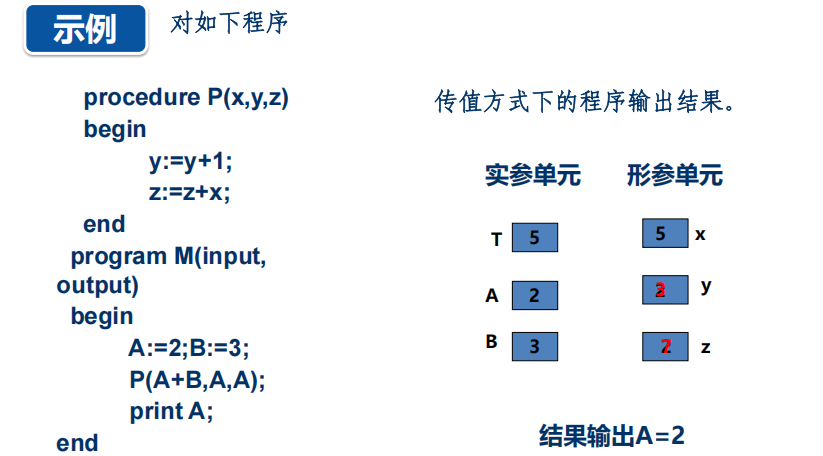 示例
对如下程序
procedure P(x,y,z)
begin
y:=y+1;
z:=z+x;
end
program M(input,
output)
begin
A:=2;B:=3;
P(A+B,A,A);
print A;
end
传值方式下的程序输出结果。
实参单元 形参单元
T 5 5 x
A 2 2 3 y
B 3 2 7 z
结果输出A=2